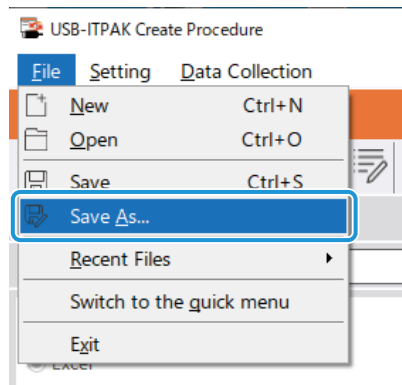 USB-ITPAK Create Procedure
File Setting Data Collection
New Ctrl+N
Open Ctrl+O
Save Ctrl+S
Save As...
Recent Files
Switch to the quick menu
Exit
Excel